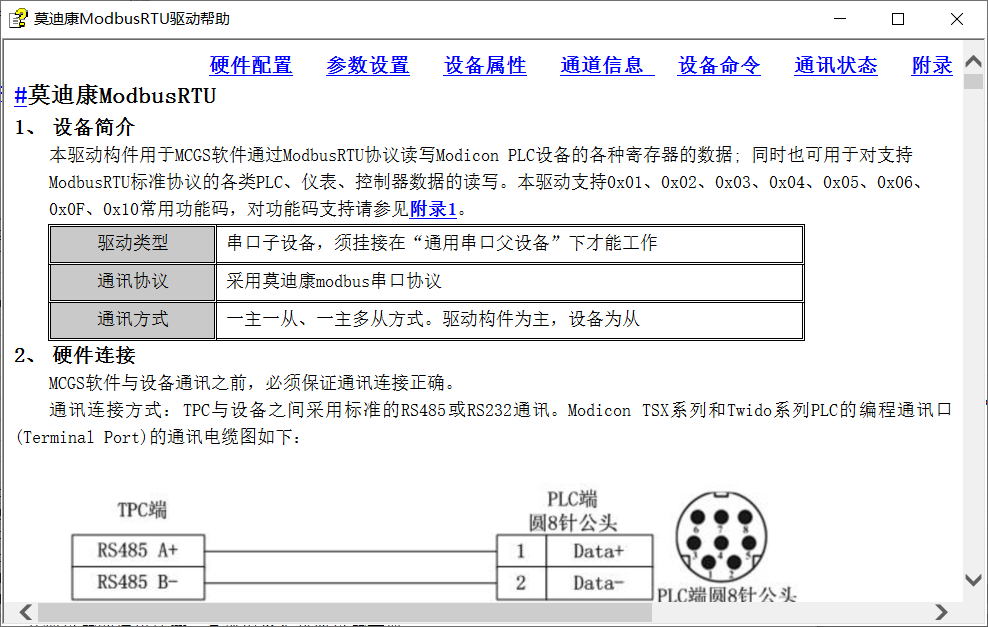 莫迪康ModbusRTU驱动帮助
硬件配置 参数设置 设备属性 通道信息 设备命令 通讯状态 附录
#莫迪康ModbusRTU
1、 设备简介
本驱动构件用于MCGS软件通过ModbusRTU协议读写Modicon PLC设备的各种寄存器的数据；同时也可用于对支持
ModbusRTU标准协议的各类PLC、仪表、控制器数据的读写。本驱动支持0x01、0x02、0x03、0x04、0x05、0x06、
0x0F、0x10常用功能码，对功能码支持请参见附录1。
驱动类型 串口子设备，须挂接在“通用串口父设备”下才能工作
通讯协议 采用莫迪康modbus串口协议
通讯方式 一主一从、一主多从方式。驱动构件为主，设备为从
2、 硬件连接
MCGS软件与设备通讯之前，必须保证通讯连接正确。
通讯连接方式：TPC与设备之间采用标准的RS485或RS232通讯。Modicon TSX系列和Twido系列PLC的编程通讯口
(Terminal Port)的通讯电缆图如下：
TPC端
PLC端
圆8针公头
RS485 A+ 1 Data+
RS485 B- 2 Data-
6 7 8
3 4 5
1 2
PLC端圆8针公头